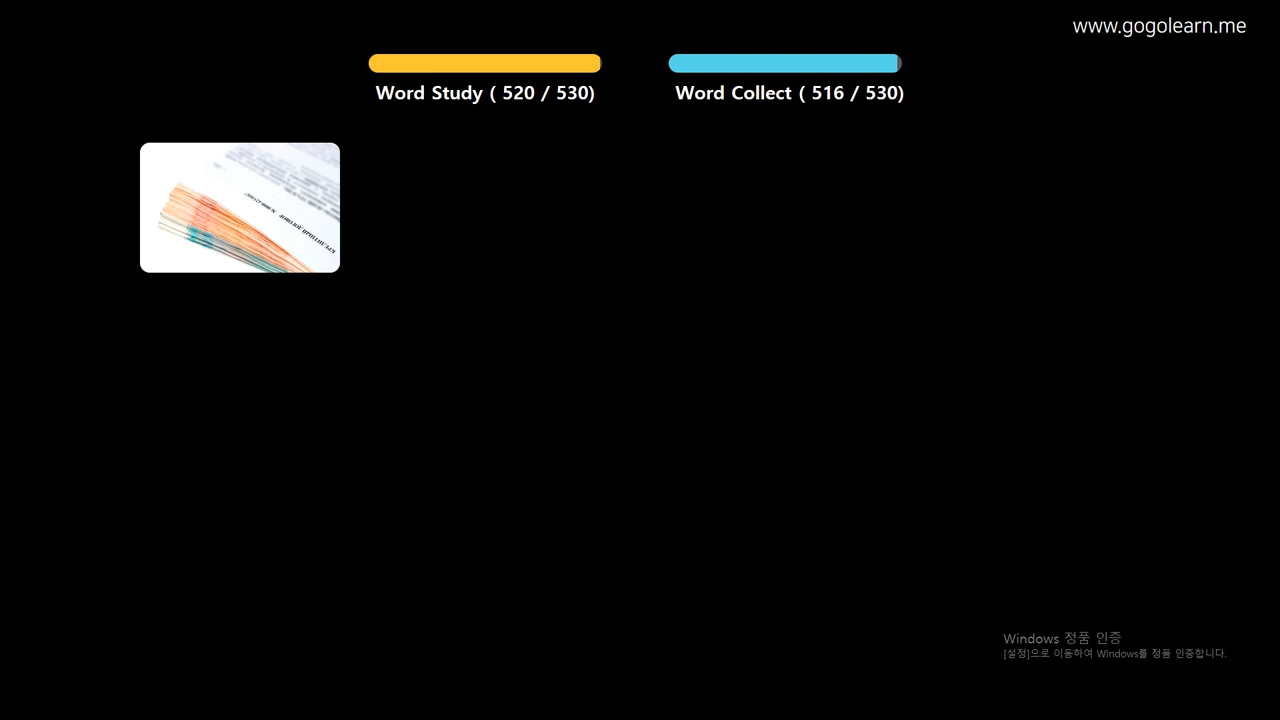 www.gogolearn.me
Word Study ( 520 / 530)
Word Collect ( 516 / 530)
КРЕДИТНЫЙ ДОГОВОР
Windows 정품 인증
[설정]으로 이동하여 Windows를 정품 인증합니다.